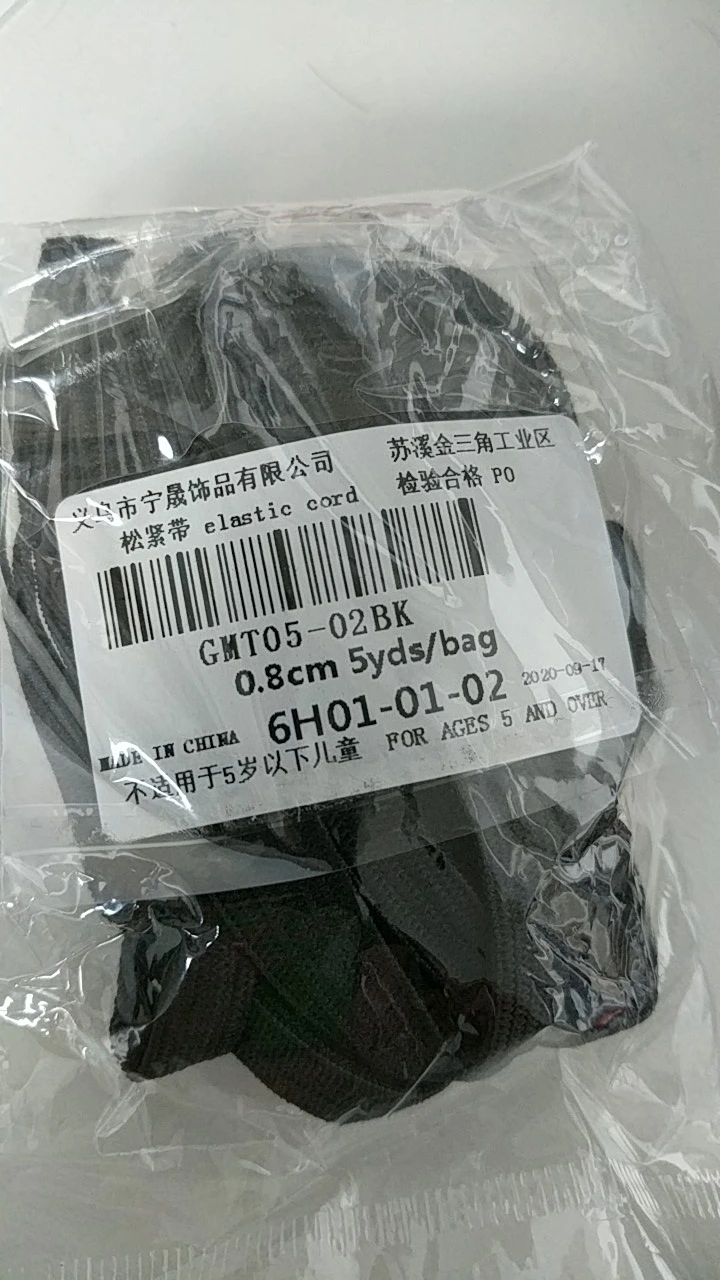 义乌市宁晟饰品有限公司 苏溪金三角工业区
松紧带 elastic cord 检验合格 PO
GMT05-02BK
0.8cm 5yds/bag
6H01-01-02 2020-09-17
MADE IN CHINA FOR AGES 5 AND OVER
不适用于5岁以下儿童